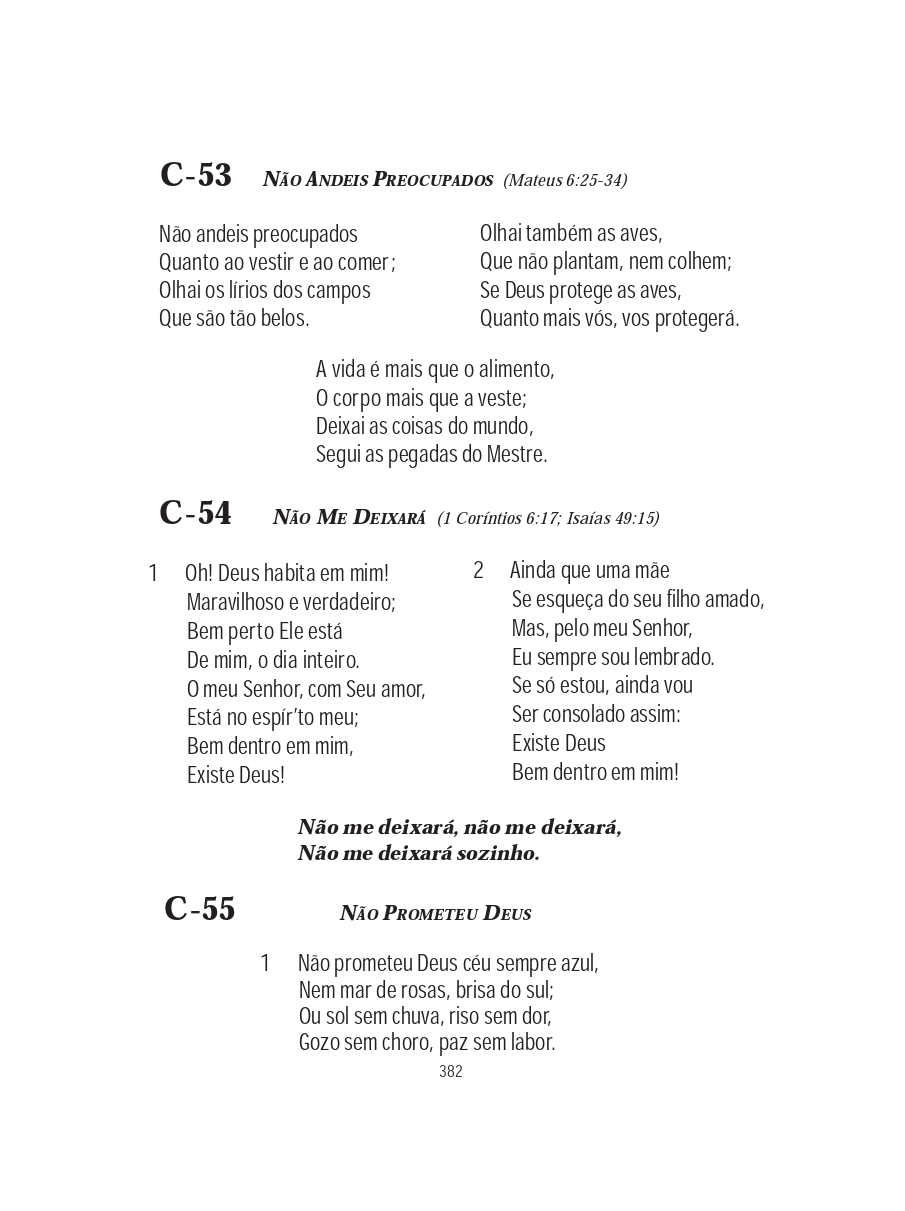 C-53 Não Andeis Preocupados (Mateus 6:25-34)
Não andeis preocupados
Quanto ao vestir e ao comer;
Olhai os lírios dos campos
Que são tão belos.
Olhai também as aves,
Que não plantam, nem colhem;
Se Deus protege as aves,
Quanto mais vós, vos protegerá.
A vida é mais que o alimento,
O corpo mais que a veste;
Deixai as coisas do mundo,
Segui as pegadas do Mestre.
C-54 Não Me Deixará (1 Coríntios 6:17; Isaías 49:15)
1 Oh! Deus habita em mim!
Maravilhoso e verdadeiro;
Bem perto Ele está
De mim, o dia inteiro.
O meu Senhor, com Seu amor,
Está no espír’to meu;
Bem dentro em mim,
Existe Deus!
2 Ainda que uma mãe
Se esqueça do seu filho amado,
Mas, pelo meu Senhor,
Eu sempre sou lembrado.
Se só estou, ainda vou
Ser consolado assim:
Existe Deus
Bem dentro em mim!
Não me deixará, não me deixará,
Não me deixará sozinho.
C-55 Não Prometeu Deus
1 Não prometeu Deus céu sempre azul,
Nem mar de rosas, brisa do sul;
Ou sol sem chuva, riso sem dor,
Gozo sem choro, paz sem labor.
382